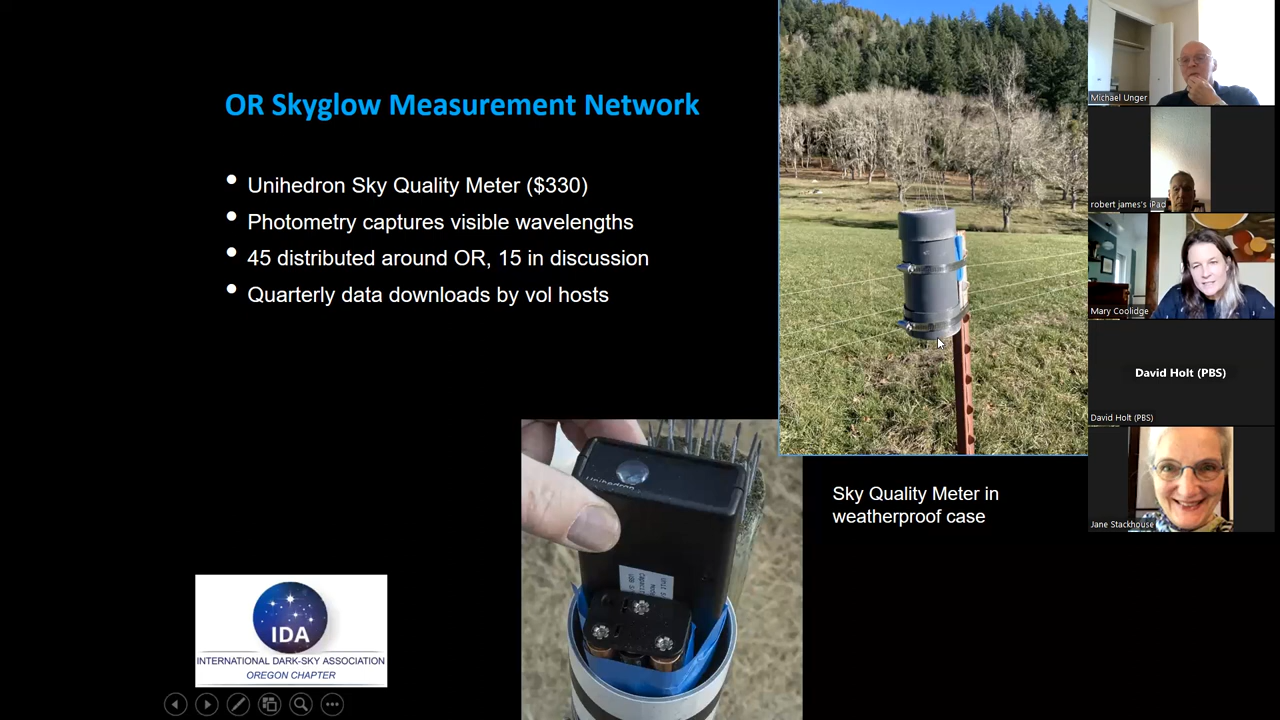 OR Skyglow Measurement Network
Unihedron Sky Quality Meter ($330)
Photometry captures visible wavelengths
45 distributed around OR, 15 in discussion
Quarterly data downloads by vol hosts
Unihedron
Sky Quality Meter in
weatherproof case
IDA
INTERNATIONAL DARK-SKY ASSOCIATION
OREGON CHAPTER
Michael Unger
robert james's iPad
Mary Coolidge
David Holt (PBS)
David Holt (PBS)
Jane Stackhouse